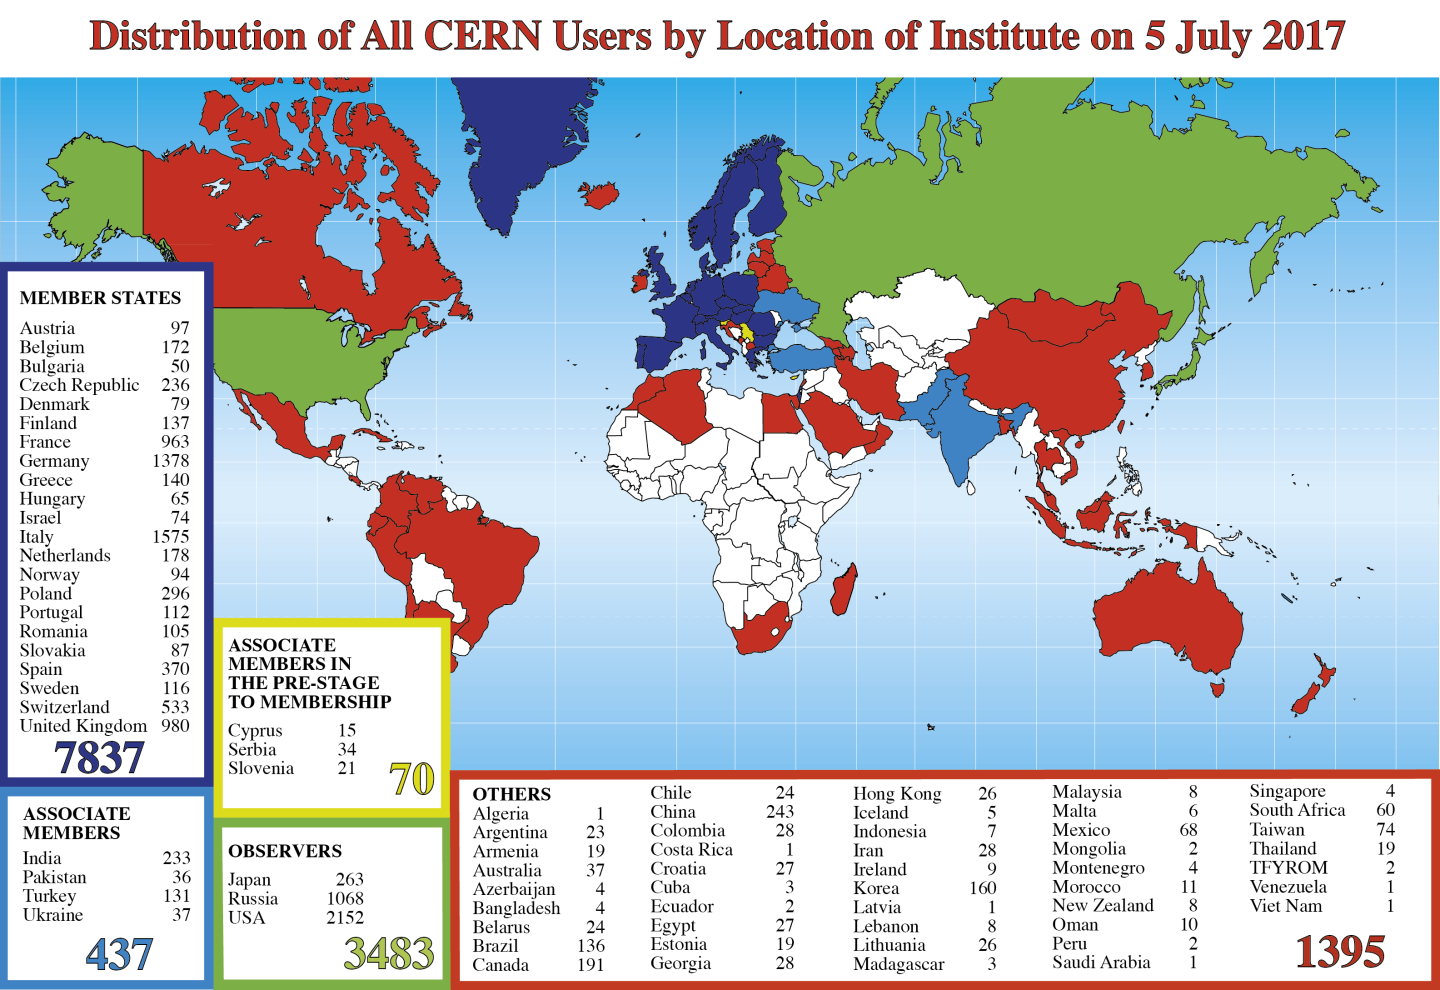 Distribution of All CERN Users by Location of Institute on 5 July 2017
MEMBER STATES
Austria 97
Belgium 172
Bulgaria 50
Czech Republic 236
Denmark 79
Finland 137
France 963
Germany 1378
Greece 140
Hungary 65
Israel 74
Italy 1575
Netherlands 178
Norway 94
Poland 296
Portugal 112
Romania 105
Slovakia 87
Spain 370
Sweden 116
Switzerland 533
United Kingdom 980
7837
ASSOCIATE
MEMBERS
India 233
Pakistan 36
Turkey 131
Ukraine 37
437
ASSOCIATE
MEMBERS IN
THE PRE-STAGE
TO MEMBERSHIP
Cyprus 15
Serbia 34
Slovenia 21
70
OBSERVERS
Japan 263
Russia 1068
USA 2152
3483
OTHERS
Algeria 1
Argentina 23
Armenia 19
Australia 37
Azerbaijan 4
Bangladesh 4
Belarus 24
Brazil 136
Canada 191
Chile 24
China 243
Colombia 28
Costa Rica 1
Croatia 27
Cuba 3
Ecuador 2
Egypt 27
Estonia 19
Georgia 28
Hong Kong 26
Iceland 5
Indonesia 7
Iran 28
Ireland 9
Korea 160
Latvia 1
Lebanon 8
Lithuania 26
Madagascar 3
Malaysia 8
Malta 6
Mexico 68
Mongolia 2
Montenegro 4
Morocco 11
New Zealand 8
Oman 10
Peru 2
Saudi Arabia 1
Singapore 4
South Africa 60
Taiwan 74
Thailand 19
TFYROM 2
Venezuela 1
Viet Nam 1
1395